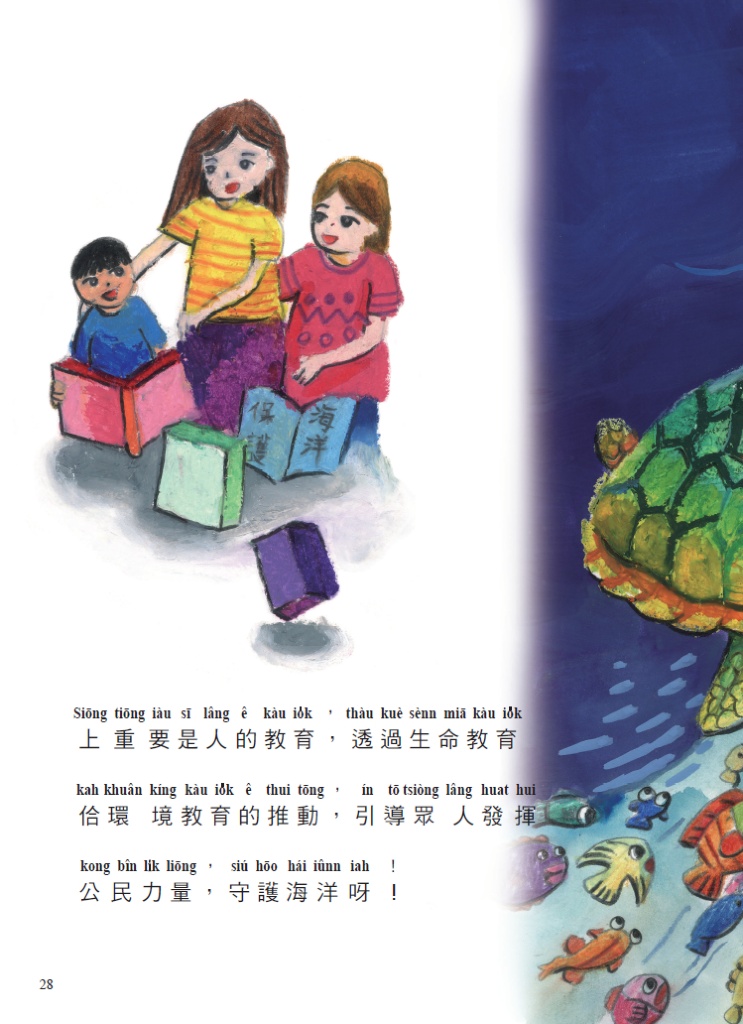 保護
海洋
Siōng tiōng iàu sī lâng ê kàu io̍k ， thàu kuè sènn miā kàu io̍k
上重要是人的教育，透過生命教育
kah khuân kíng kàu io̍k ê thui tōng ， ín tō tsiòng lâng huat hui
佮環境教育的推動，引導眾人發揮
kong bîn li̍k liōng ， siú hōo hái iûnn iah ！
公民力量，守護海洋呀！
28